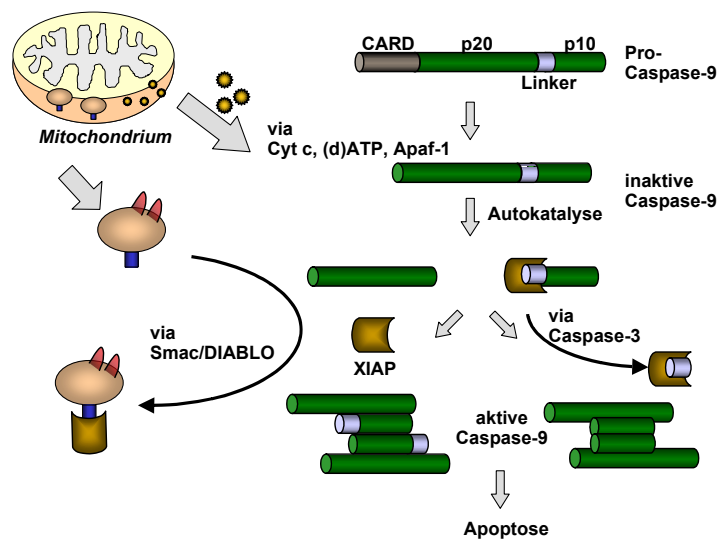 CARD p20 p10
Pro-
Caspase-9
Linker
Mitochondrium
via
Cyt c, (d)ATP, Apaf-1
inaktive
Caspase-9
Autokatalyse
via
Caspase-3
via
Smac/DIABLO
XIAP
aktive
Caspase-9
Apoptose